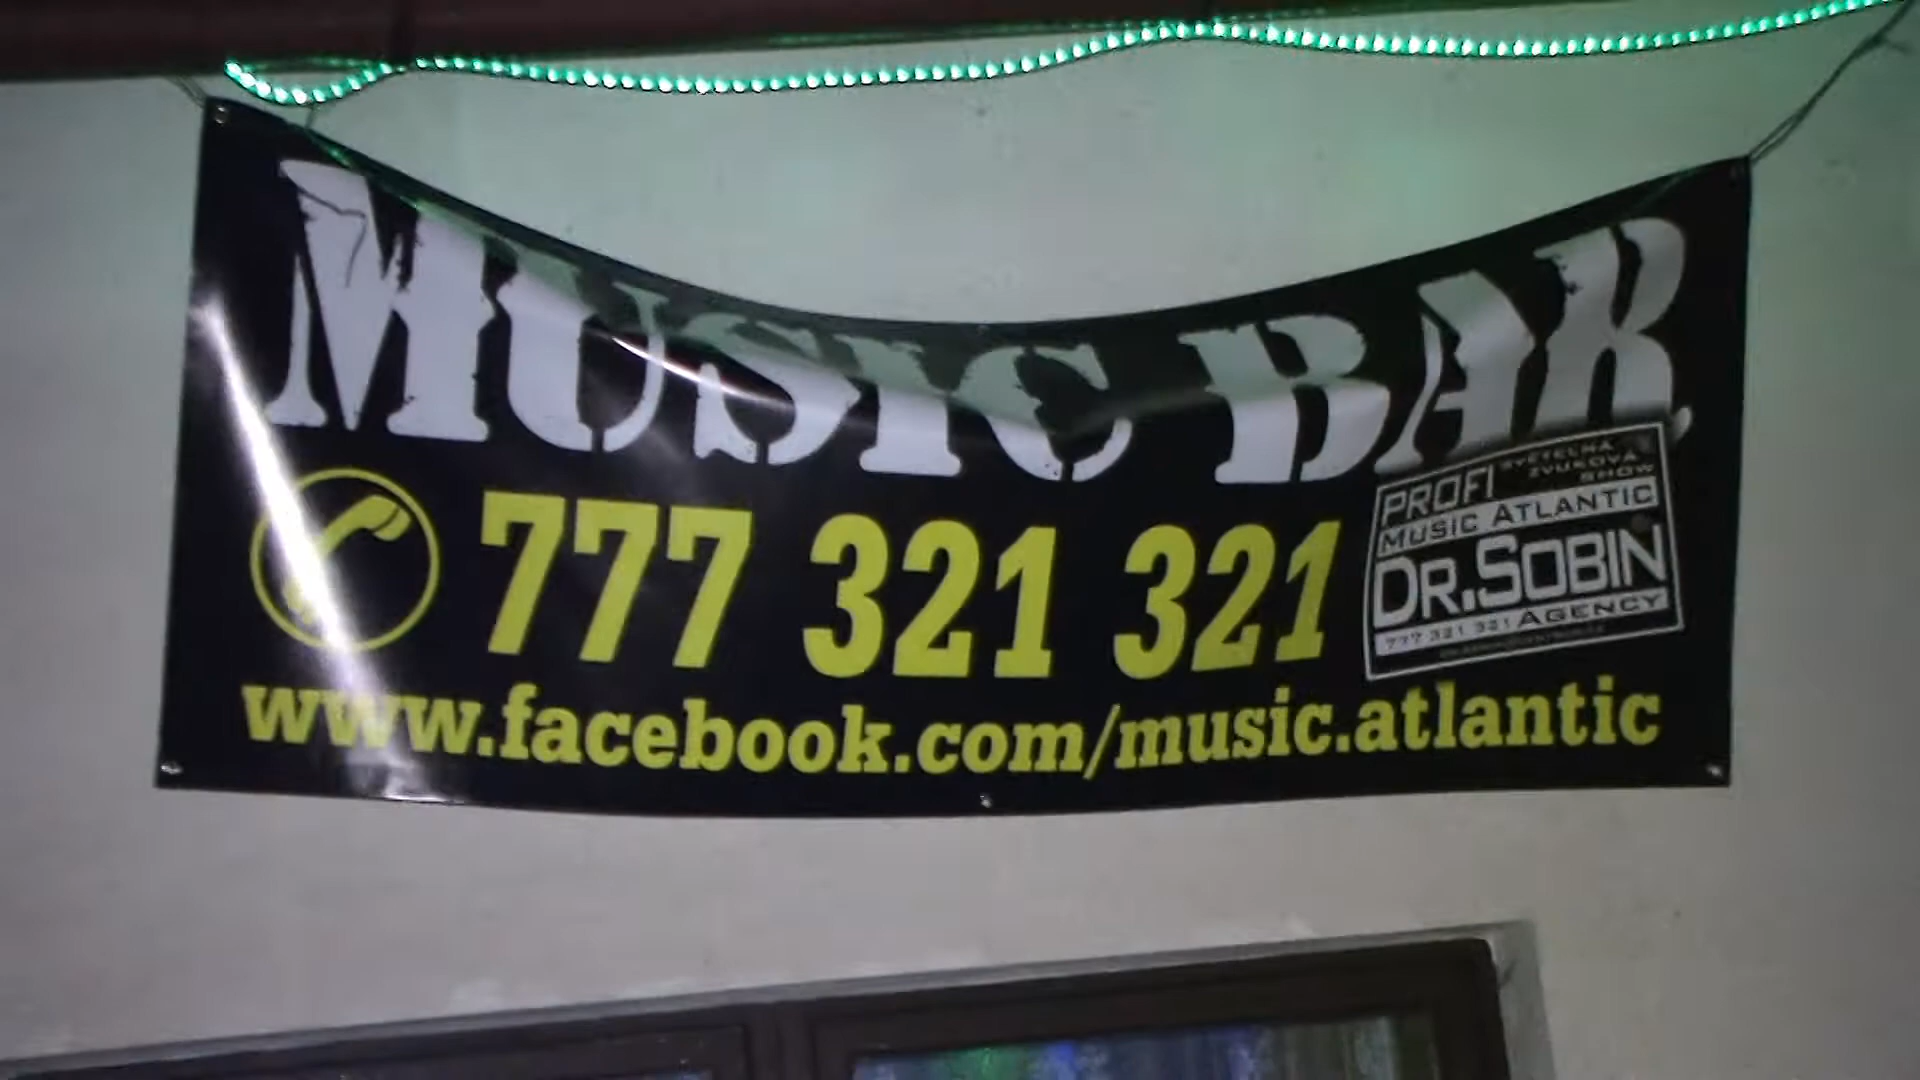 MUSIC BAR
777 321 321
www.facebook.com/music.atlantic
PROFI SVĚTELNÁ
ZVUKOVÁ
SHOW
MUSIC ATLANTIC
DR.SOBIN
777 321 321 AGENCY